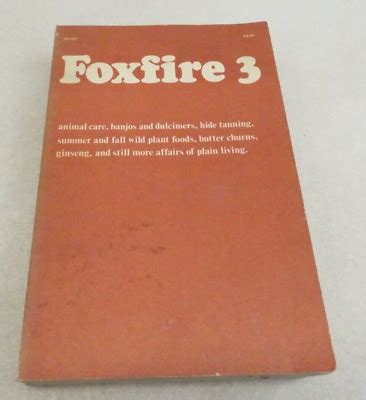 Foxfire 3
animal care, banjos and dulcimers, hide tanning,
summer and fall wild plant foods, butter churns,
ginseng, and still more affairs of plain living.